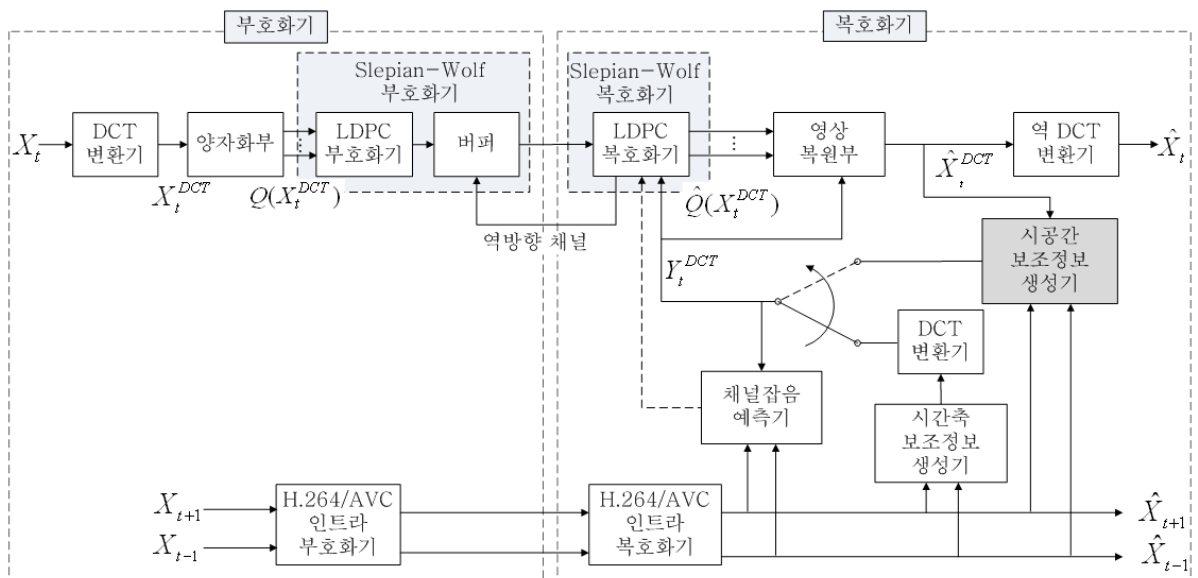 부호화기
복호화기
Slepian-Wolf
부호화기
Slepian-Wolf
복호화기
X_t
DCT
변환기
양자화부
LDPC
부호화기
버퍼
LDPC
복호화기
영상
복원부
역 DCT
변환기
X̂_t
X_t^{DCT}
Q(X_t^{DCT})
Q̂(X_t^{DCT})
X̂_t^{DCT}
역방향 채널
Y_t^{DCT}
시공간
보조정보
생성기
DCT
변환기
채널잡음
예측기
시간축
보조정보
생성기
X_{t+1}
X_{t-1}
H.264/AVC
인트라
부호화기
H.264/AVC
인트라
복호화기
X̂_{t+1}
X̂_{t-1}